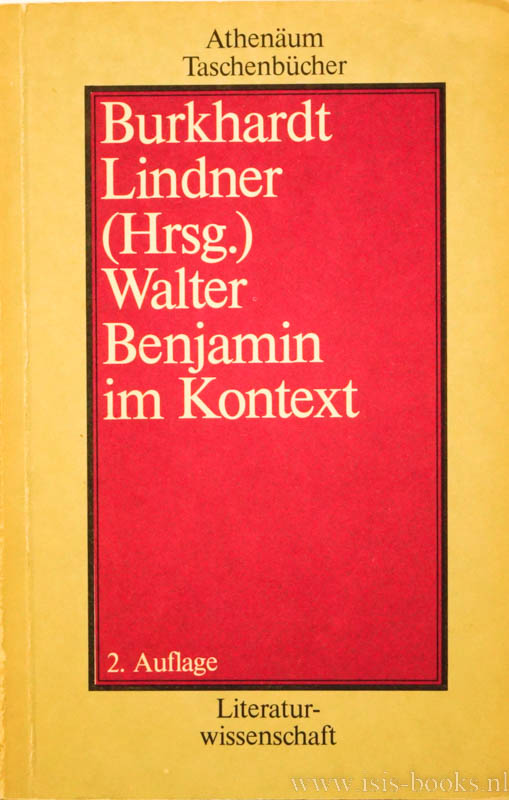 Athenäum
Taschenbücher
Burkhardt
Lindner
(Hrsg.)
Walter
Benjamin
im Kontext
2. Auflage
Literatur-
wissenschaft
www.isis-books.nl